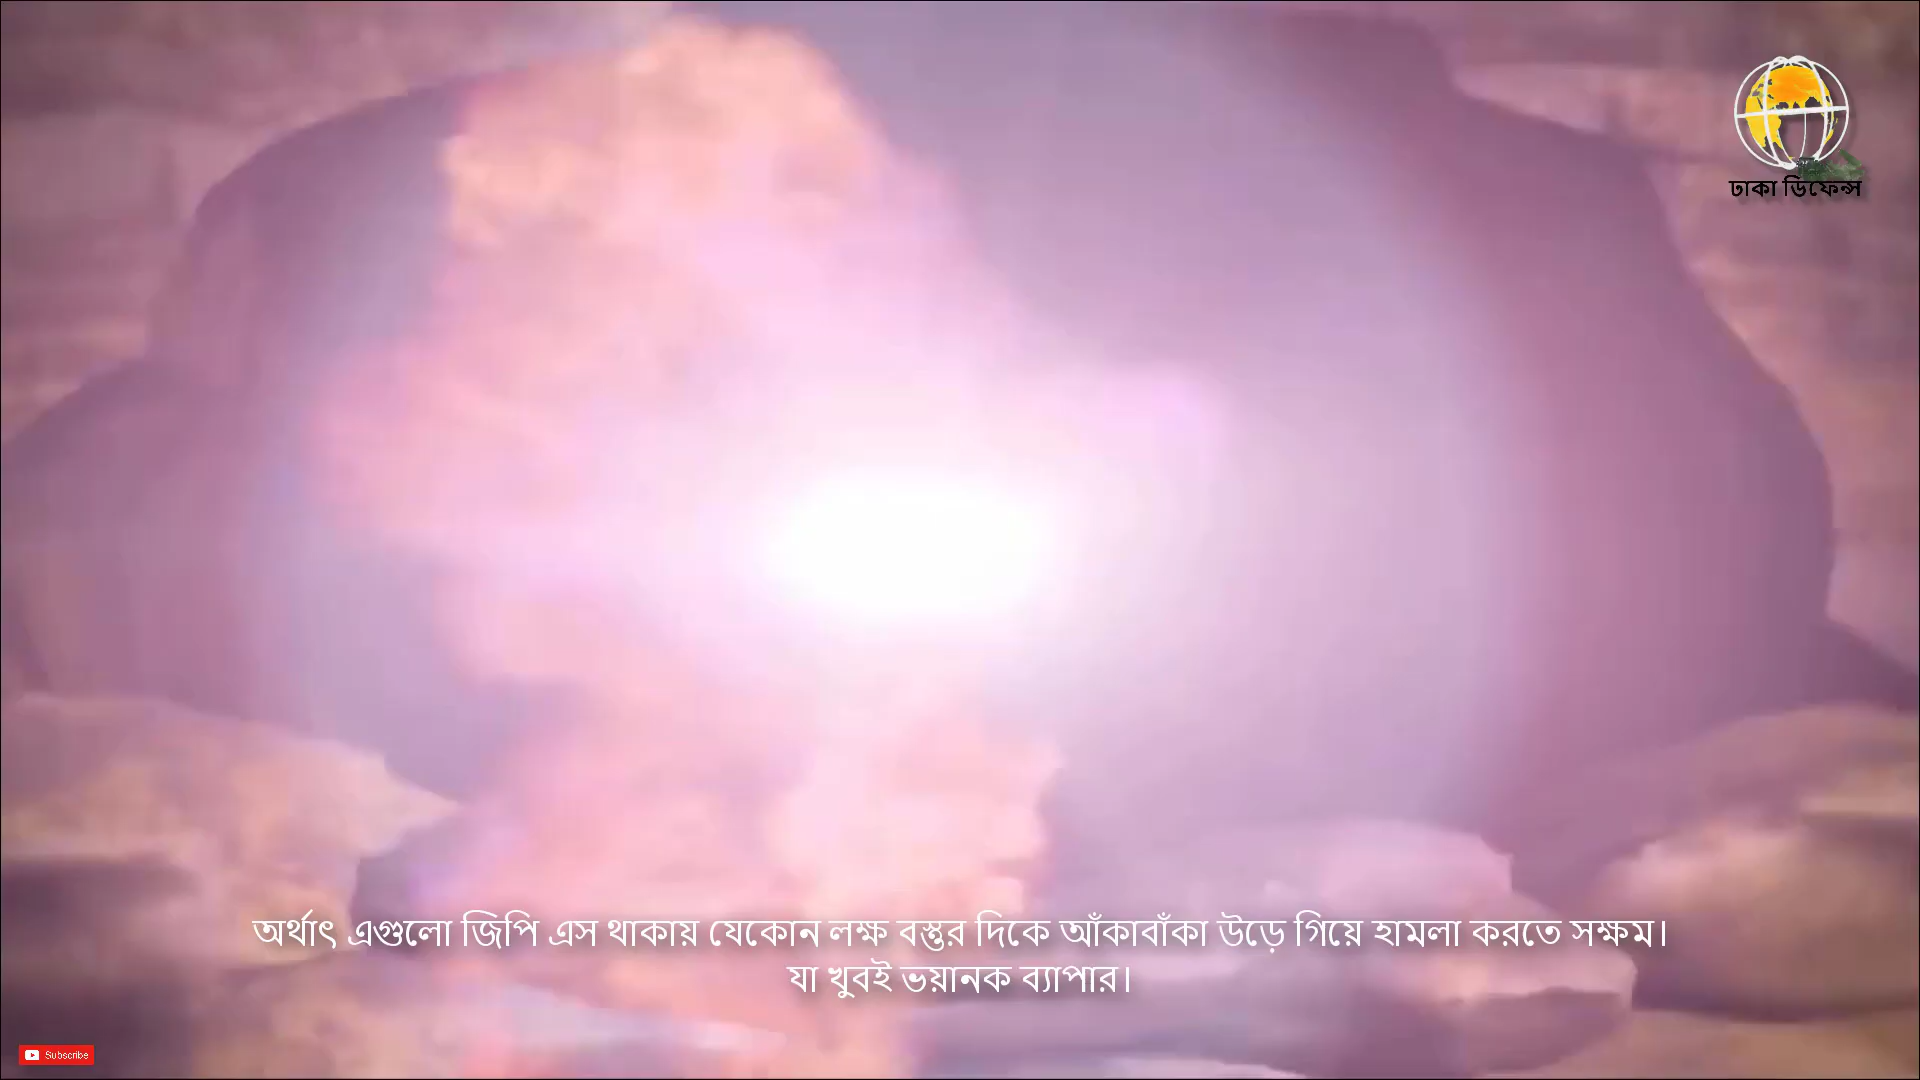 ঢাকা ডিফেন্স
অর্থাৎ এগুলো জিপি এস থাকায় যেকোন লক্ষ বস্তুর দিকে আঁকাবাঁকা উড়ে গিয়ে হামলা করতে সক্ষম।
যা খুবই ভয়ানক ব্যাপার।
Subscribe